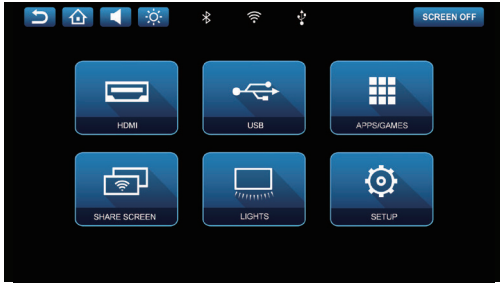 SCREEN OFF
HDMI
USB
APPS/GAMES
SHARE SCREEN
LIGHTS
SETUP